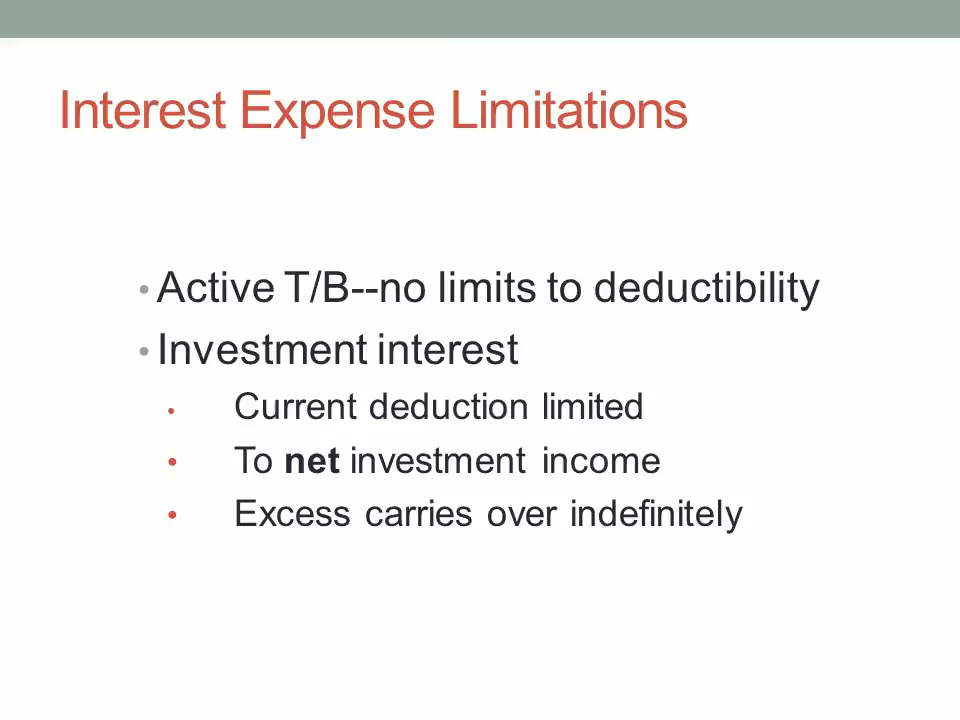 Interest Expense Limitations
• Active T/B--no limits to deductibility
• Investment interest
• Current deduction limited
• To net investment income
• Excess carries over indefinitely